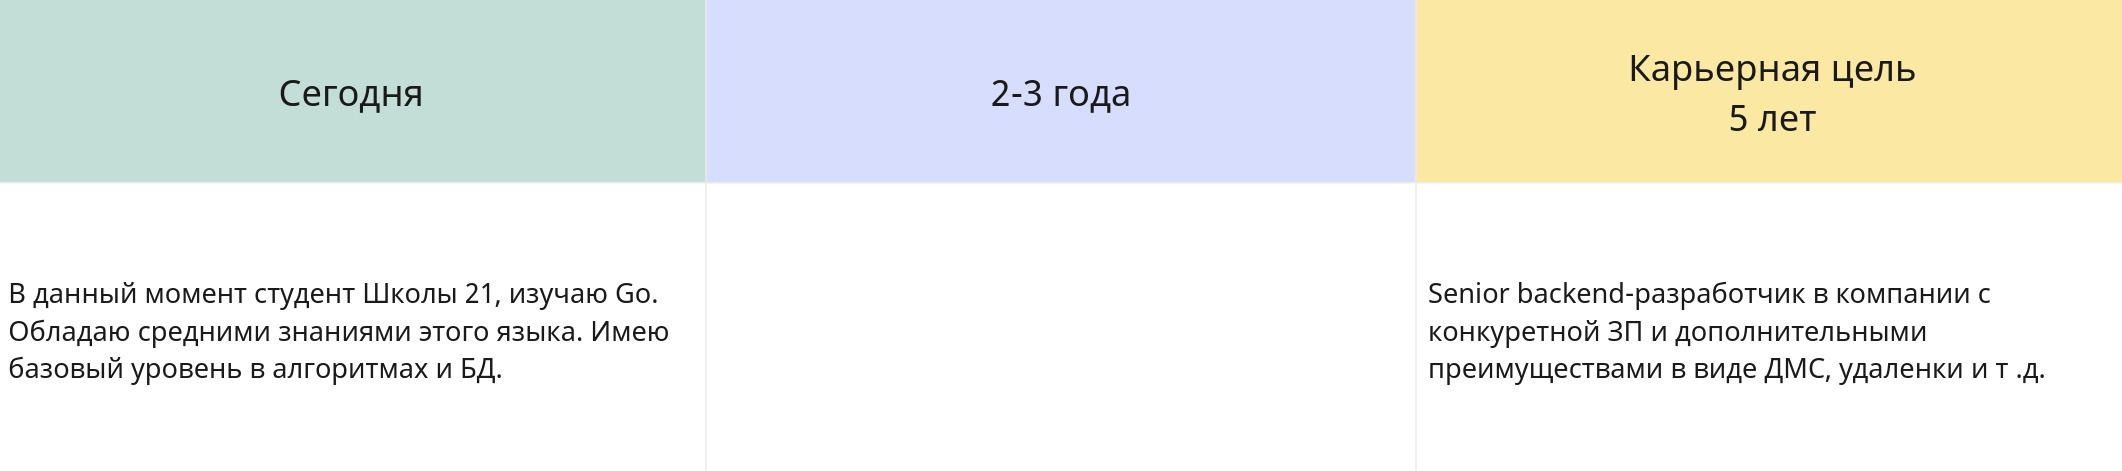 Сегодня
2-3 года
Карьерная цель
5 лет
В данный момент студент Школы 21, изучаю Go.
Обладаю средними знаниями этого языка. Имею
базовый уровень в алгоритмах и БД.
Senior backend-разработчик в компании с
конкуретной ЗП и дополнительными
преимуществами в виде ДМС, удаленки и т .д.